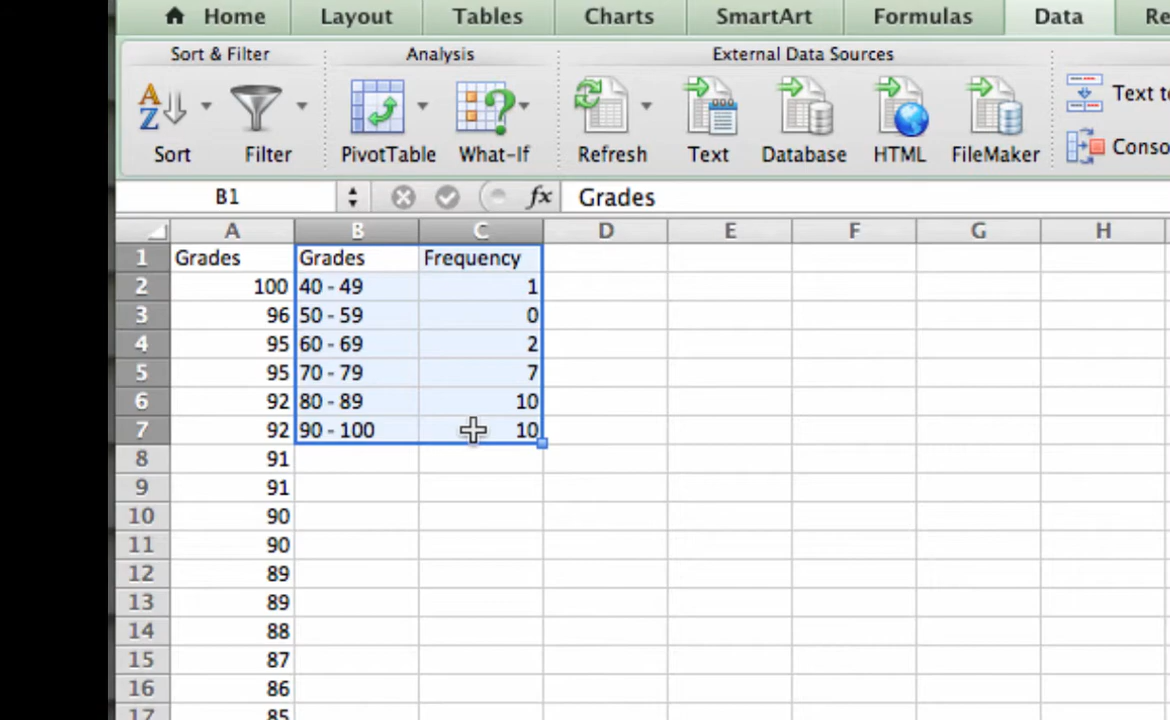 Home Layout Tables Charts SmartArt Formulas Data Re
Sort & Filter Analysis External Data Sources
A
Z
Sort Filter PivotTable What-If Refresh Text Database HTML FileMaker
Text to
Conso
B1 fx Grades
A B C D E F G H
1 Grades Grades Frequency
2 100 40 - 49 1
3 96 50 - 59 0
4 95 60 - 69 2
5 95 70 - 79 7
6 92 80 - 89 10
7 92 90 - 100 10
8 91
9 91
10 90
11 90
12 89
13 89
14 88
15 87
16 86
17 85